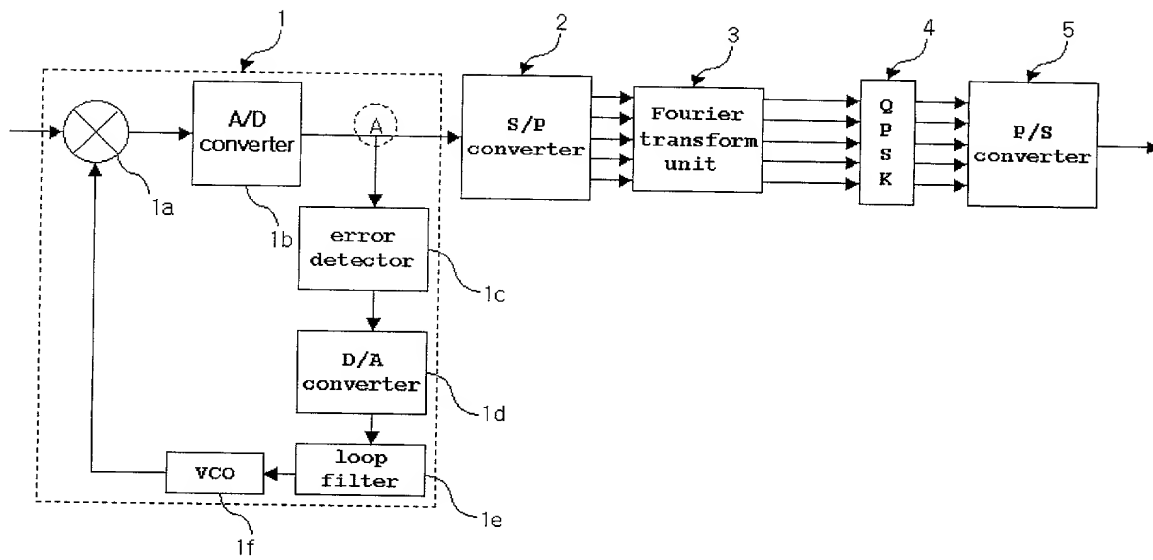 1
2
3
4
5
A/D
converter
A
S/P
converter
Fourier
transform
unit
Q
P
S
K
P/S
converter
1a
1b
error
detector
1c
D/A
converter
1d
loop
filter
1e
VCO
1f